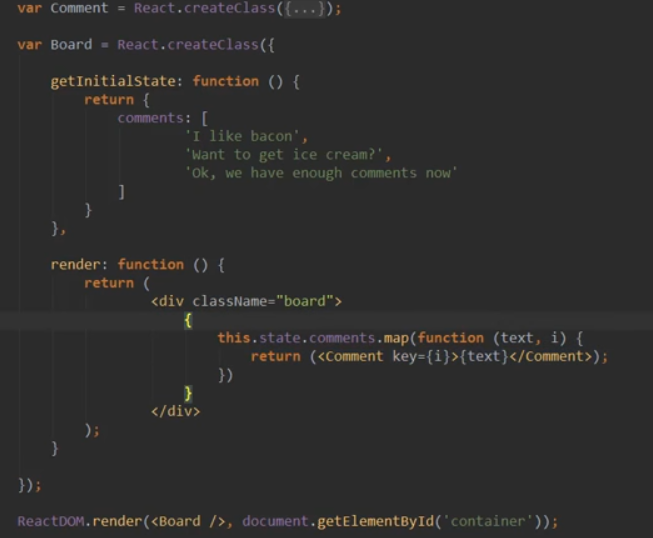 var Comment = React.createClass({...});
var Board = React.createClass({
getInitialState: function () {
return {
comments: [
'I like bacon',
'Want to get ice cream?',
'Ok, we have enough comments now'
]
}
},
render: function () {
return (
<div className="board">
{
this.state.comments.map(function (text, i) {
return (<Comment key={i}>{text}</Comment>);
})
}
</div>
);
}
});
ReactDOM.render(<Board />, document.getElementById('container'));